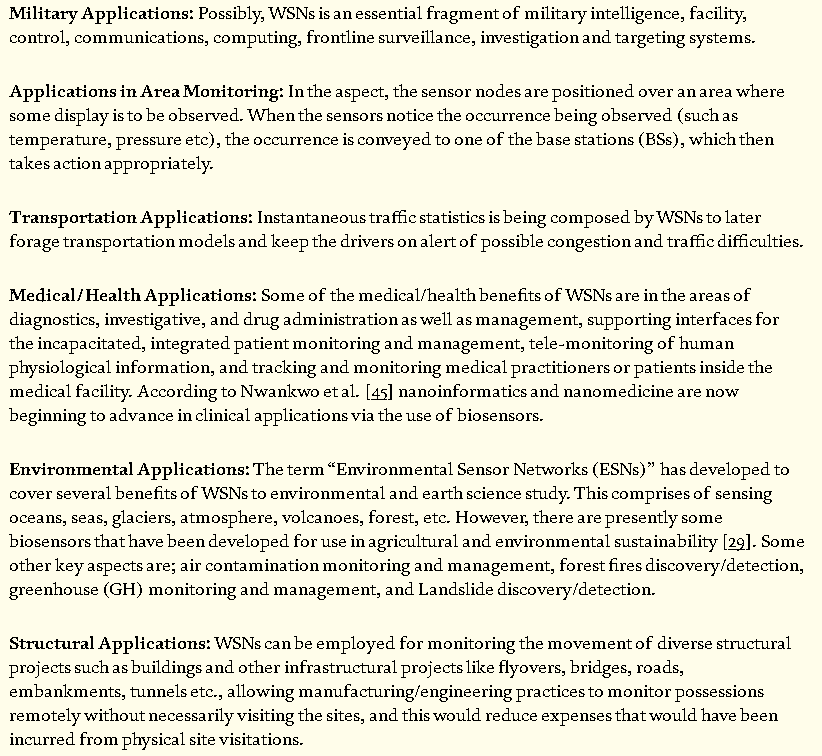 Military Applications: Possibly, WSNs is an essential fragment of military intelligence, facility,
control, communications, computing, frontline surveillance, investigation and targeting systems.
Applications in Area Monitoring: In the aspect, the sensor nodes are positioned over an area where
some display is to be observed. When the sensors notice the occurrence being observed (such as
temperature, pressure etc), the occurrence is conveyed to one of the base stations (BSs), which then
takes action appropriately.
Transportation Applications: Instantaneous traffic statistics is being composed by WSNs to later
forage transportation models and keep the drivers on alert of possible congestion and traffic difficulties.
Medical/Health Applications: Some of the medical/health benefits of WSNs are in the areas of
diagnostics, investigative, and drug administration as well as management, supporting interfaces for
the incapacitated, integrated patient monitoring and management, tele-monitoring of human
physiological information, and tracking and monitoring medical practitioners or patients inside the
medical facility. According to Nwankwo et al. [45] nanoinformatics and nanomedicine are now
beginning to advance in clinical applications via the use of biosensors.
Environmental Applications: The term “Environmental Sensor Networks (ESNs)” has developed to
cover several benefits of WSNs to environmental and earth science study. This comprises of sensing
oceans, seas, glaciers, atmosphere, volcanoes, forest, etc. However, there are presently some
biosensors that have been developed for use in agricultural and environmental sustainability [29]. Some
other key aspects are; air contamination monitoring and management, forest fires discovery/detection,
greenhouse (GH) monitoring and management, and Landslide discovery/detection.
Structural Applications: WSNs can be employed for monitoring the movement of diverse structural
projects such as buildings and other infrastructural projects like flyovers, bridges, roads,
embankments, tunnels etc., allowing manufacturing/engineering practices to monitor possessions
remotely without necessarily visiting the sites, and this would reduce expenses that would have been
incurred from physical site visitations.